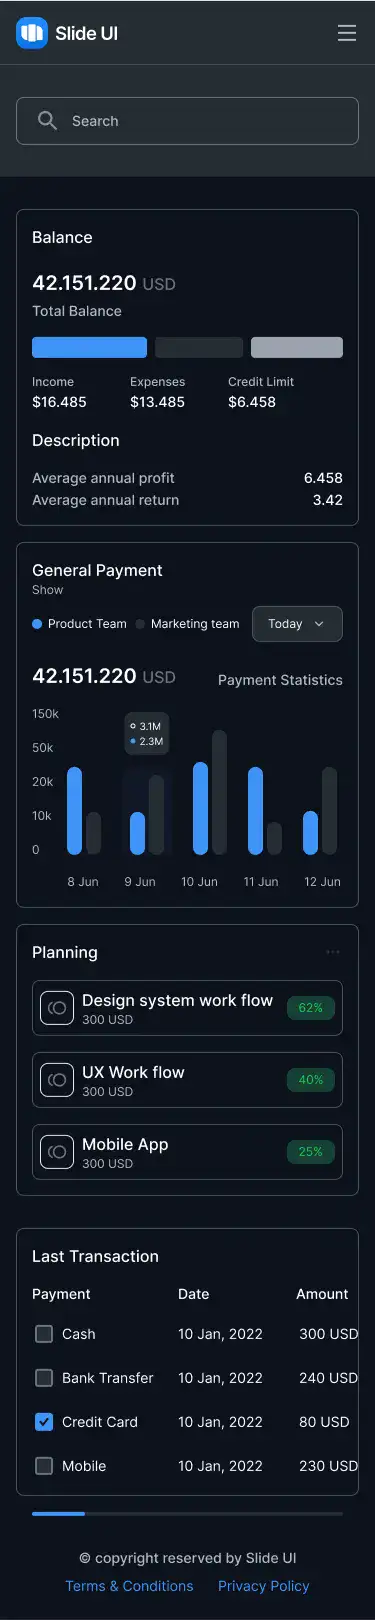 Slide UI
Search
Balance
42.151.220 USD
Total Balance
Income Expenses Credit Limit
$16.485 $13.485 $6.458
Description
Average annual profit 6.458
Average annual return 3.42
General Payment
Show
Product Team Marketing team Today
42.151.220 USD Payment Statistics
150k
3.1M
2.3M
50k
20k
10k
0
8 Jun 9 Jun 10 Jun 11 Jun 12 Jun
Planning
Design system work flow
300 USD
62%
UX Work flow
300 USD
40%
Mobile App
300 USD
25%
Last Transaction
Payment Date Amount
Cash 10 Jan, 2022 300 USD
Bank Transfer 10 Jan, 2022 240 USD
Credit Card 10 Jan, 2022 80 USD
Mobile 10 Jan, 2022 230 USD
© copyright reserved by Slide UI
Terms & Conditions Privacy Policy